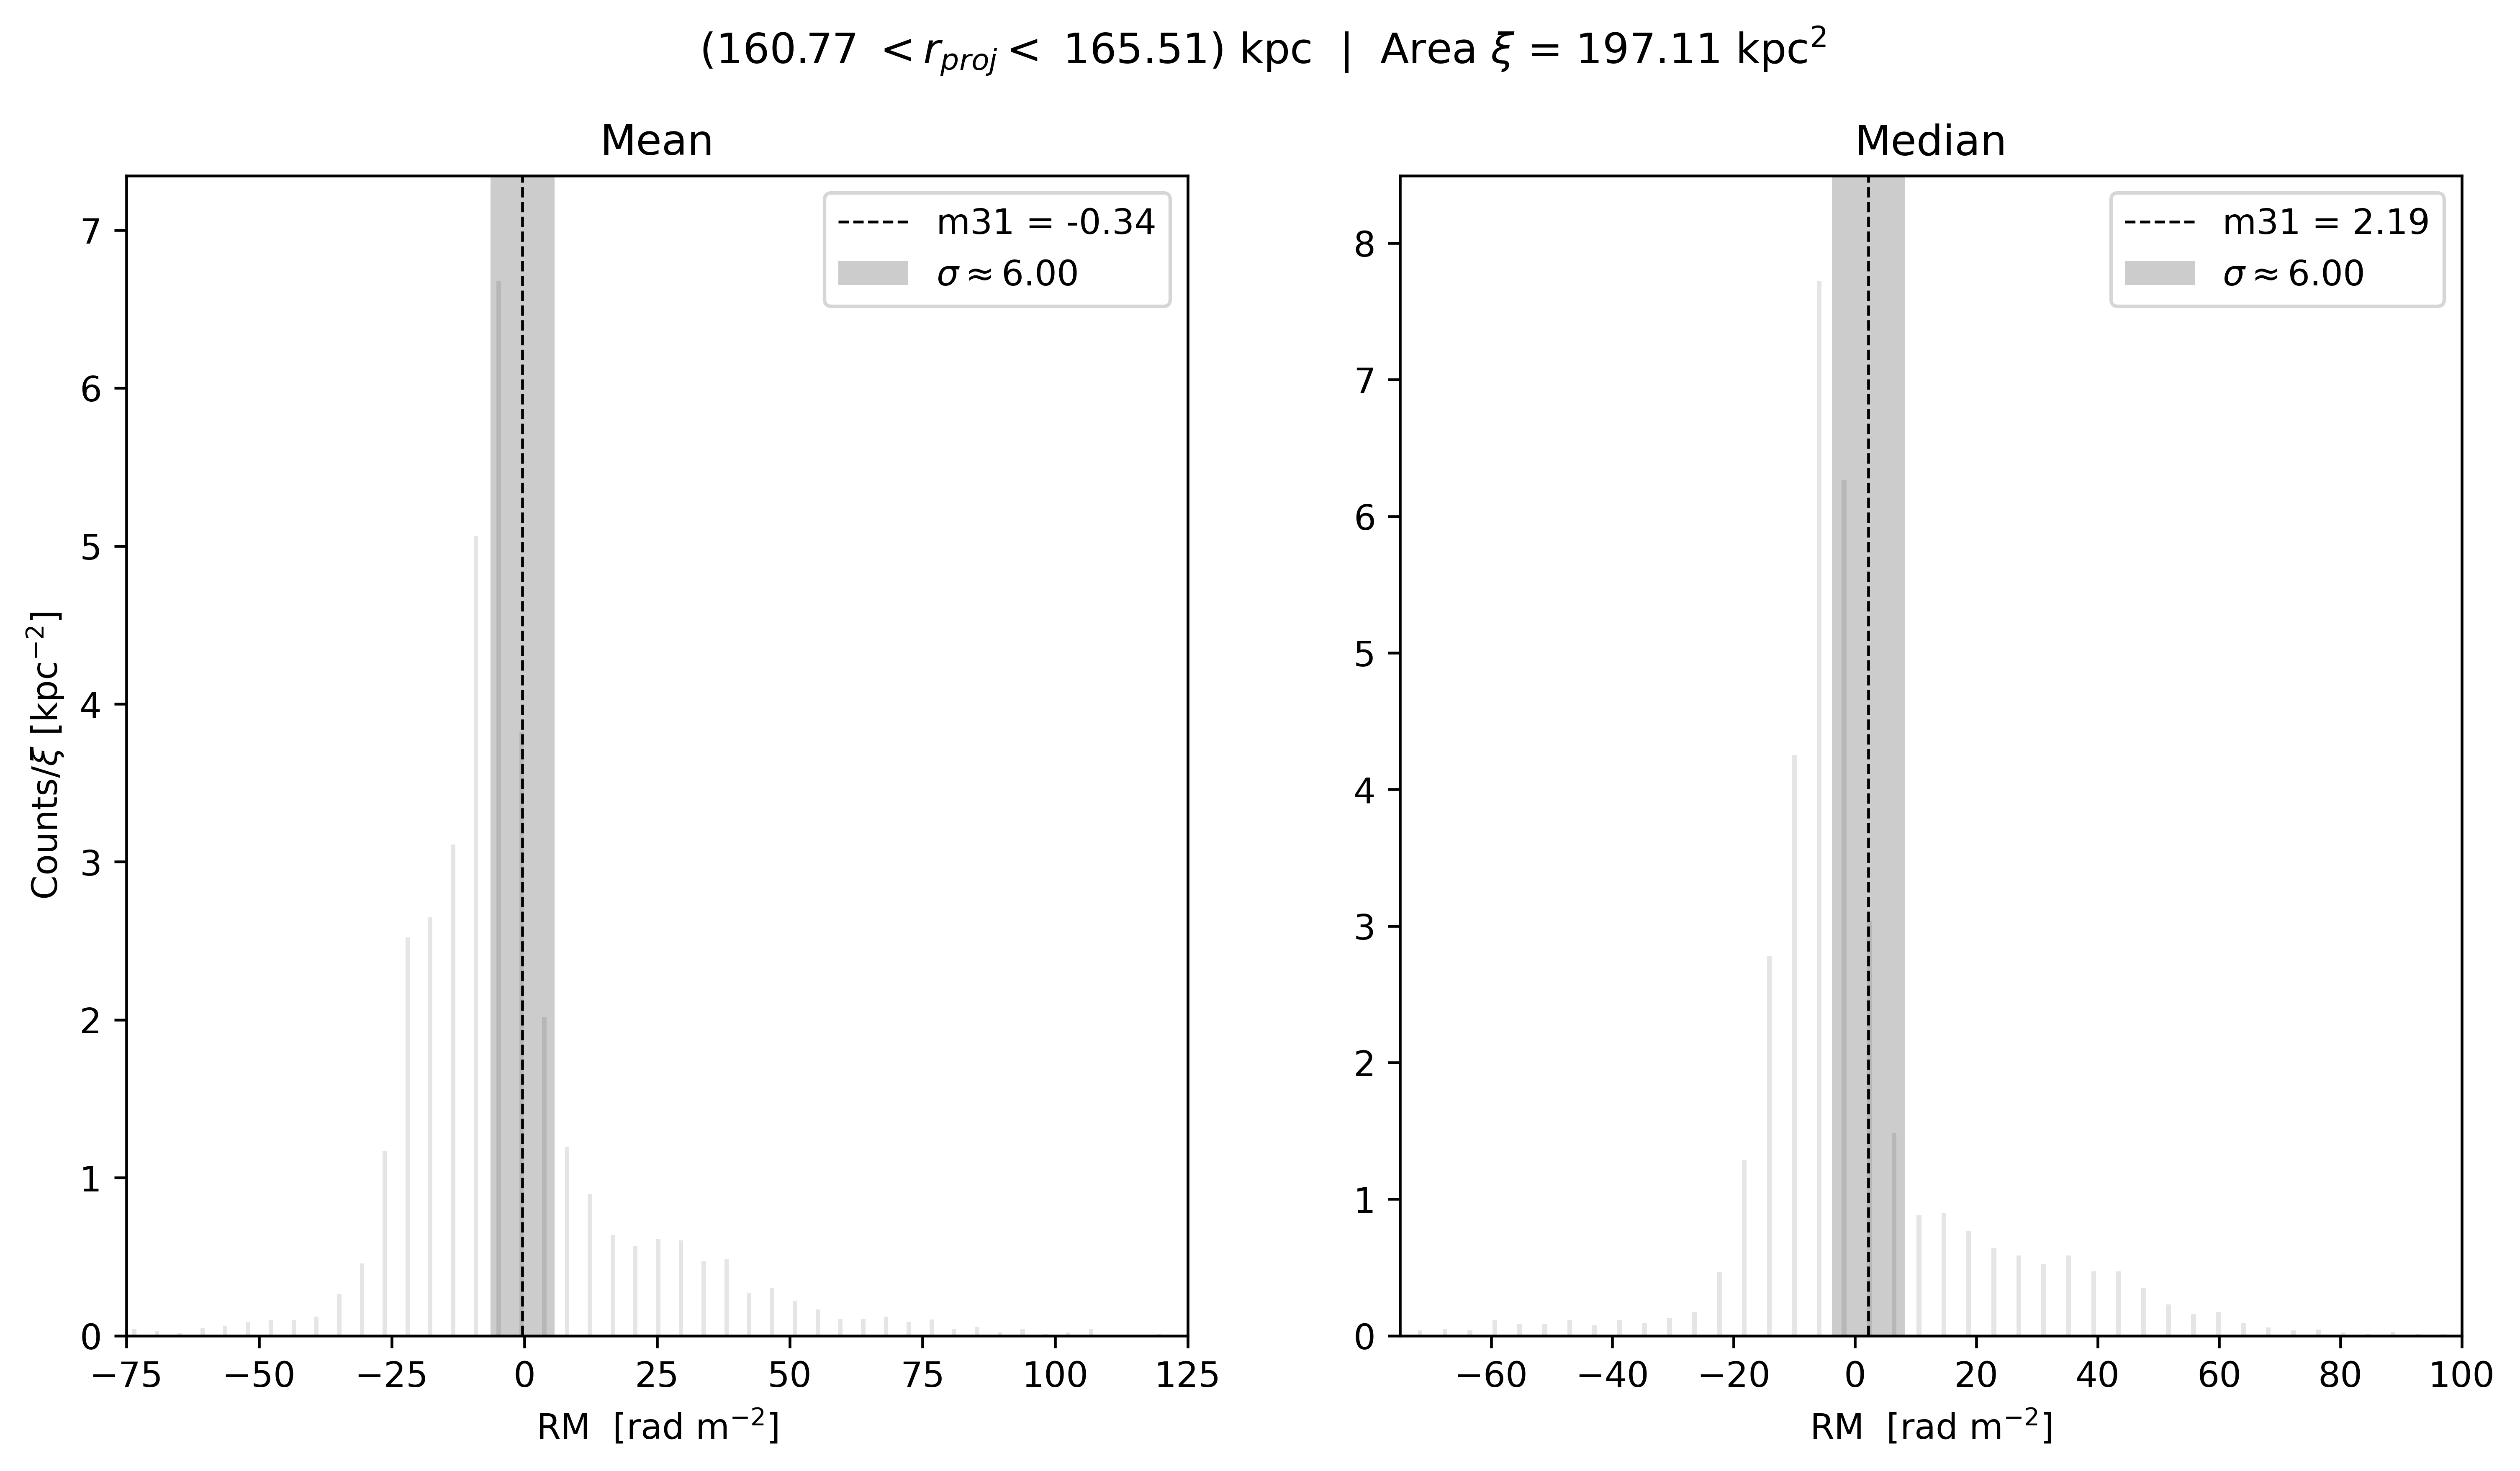 (160.77 < r_proj < 165.51) kpc | Area ξ = 197.11 kpc²
Mean
m31 = -0.34
σ ≈ 6.00
Counts/ξ [kpc⁻²]
7
6
5
4
3
2
1
0
−75 −50 −25 0 25 50 75 100 125
RM [rad m⁻²]
Median
m31 = 2.19
σ ≈ 6.00
8
7
6
5
4
3
2
1
0
−60 −40 −20 0 20 40 60 80 100
RM [rad m⁻²]